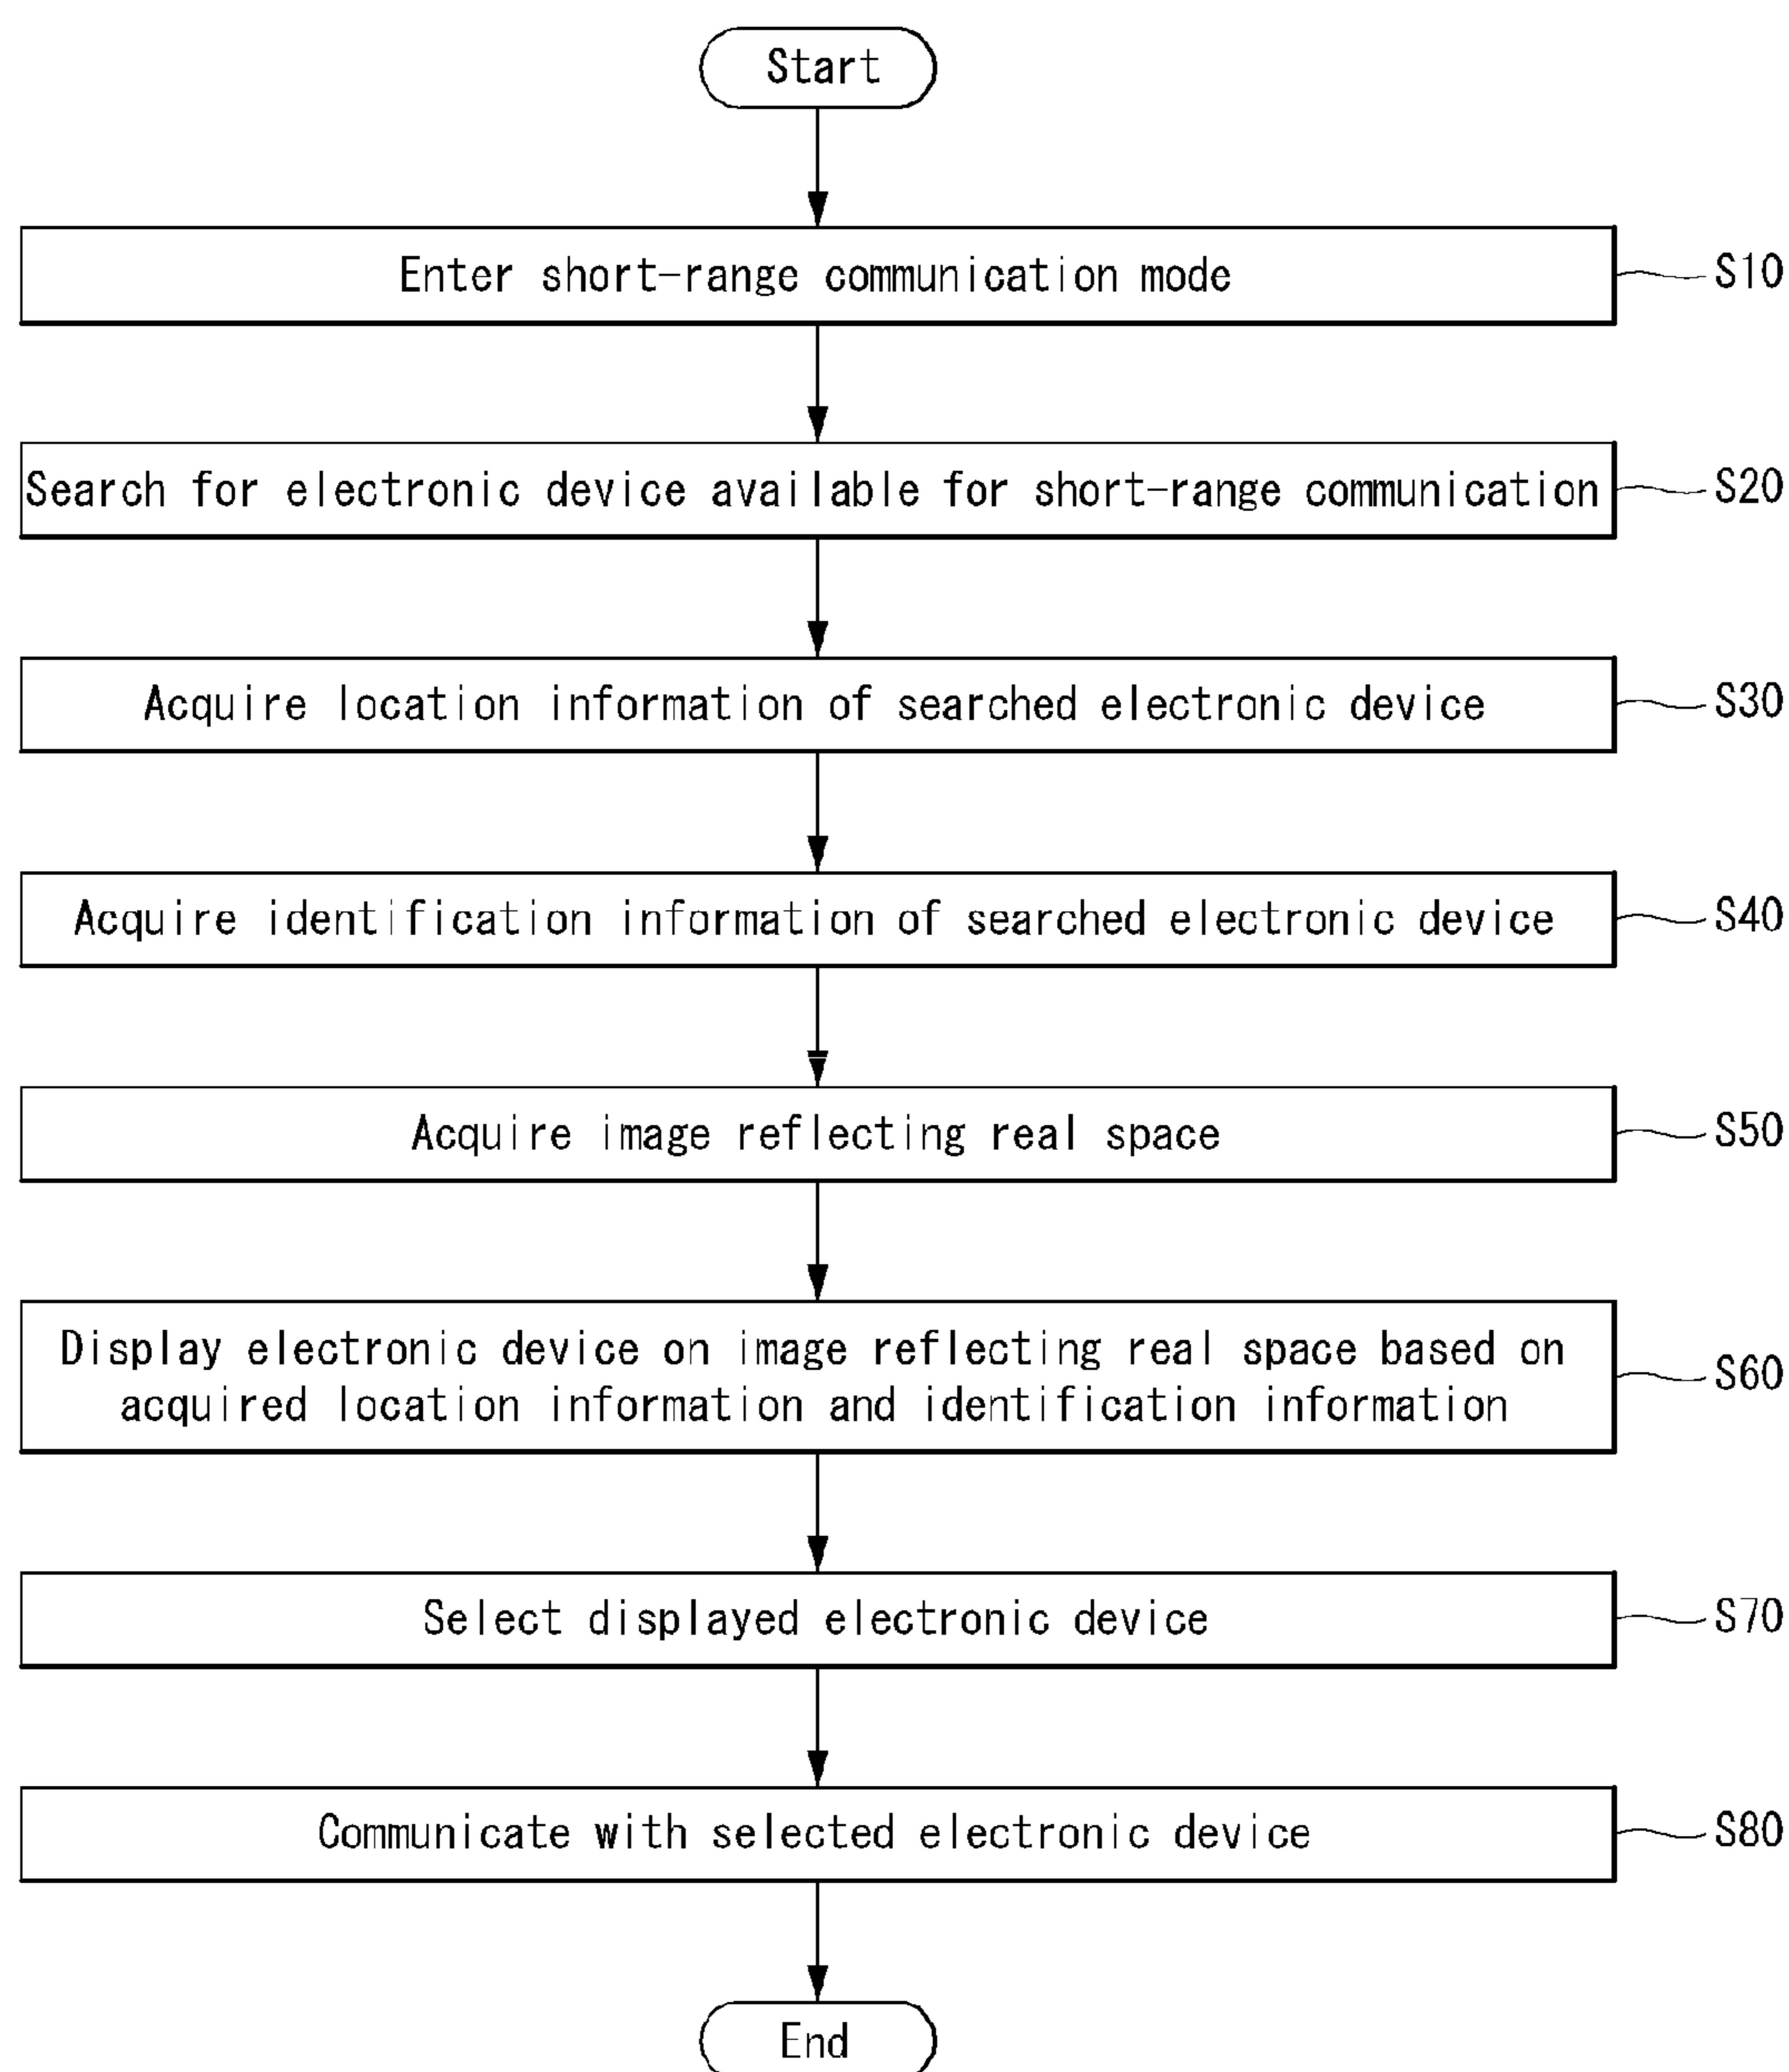 Start
Enter short-range communication mode
S10
Search for electronic device available for short-range communication
S20
Acquire location information of searched electronic device
S30
Acquire identification information of searched electronic device
S40
Acquire image reflecting real space
S50
Display electronic device on image reflecting real space based on
acquired location information and identification information
S60
Select displayed electronic device
S70
Communicate with selected electronic device
S80
End